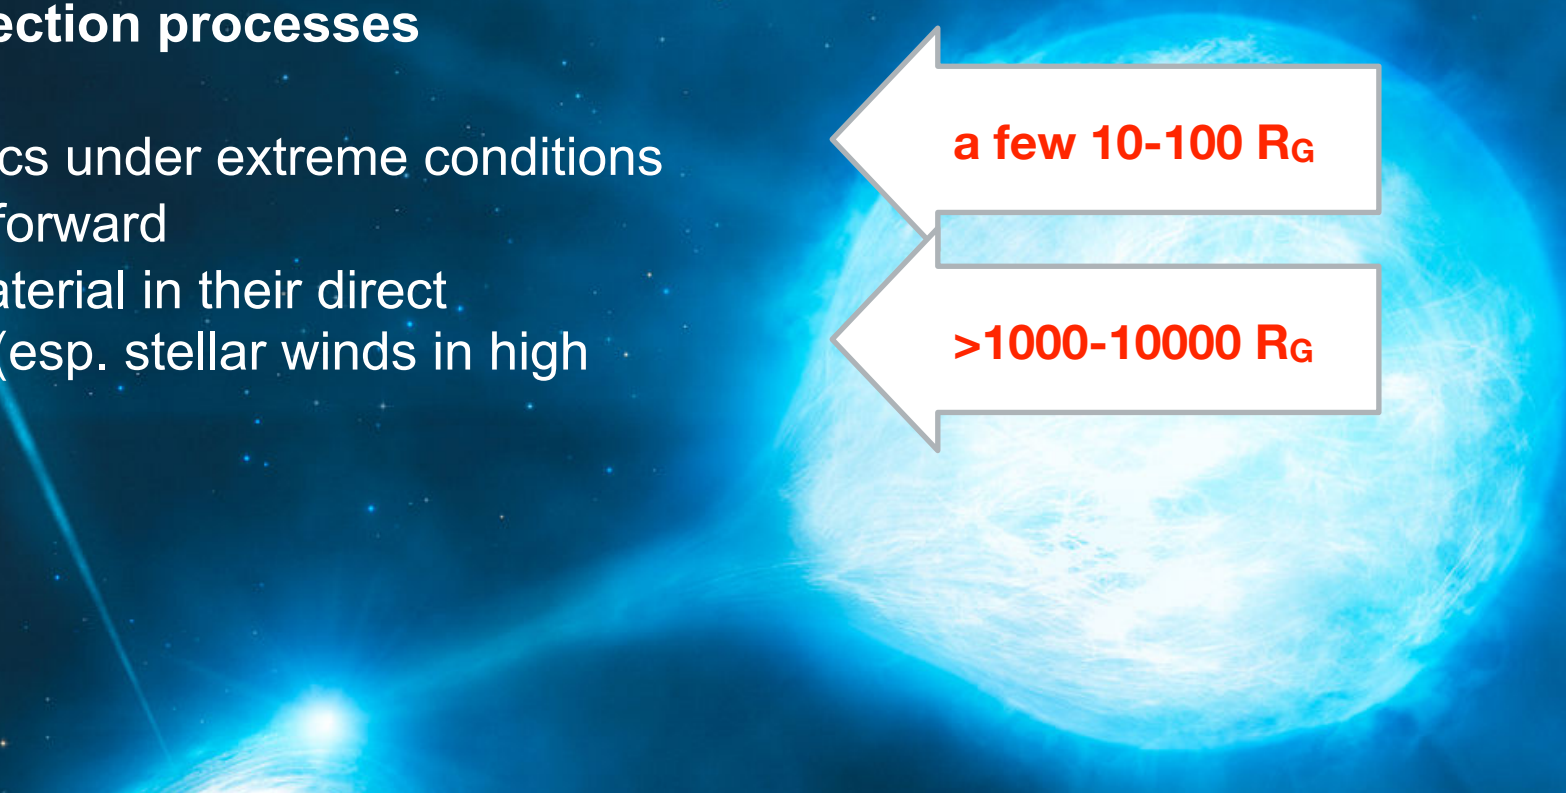 ection processes
cs under extreme conditions
forward
aterial in their direct
(esp. stellar winds in high
a few 10-100 RG
>1000-10000 RG